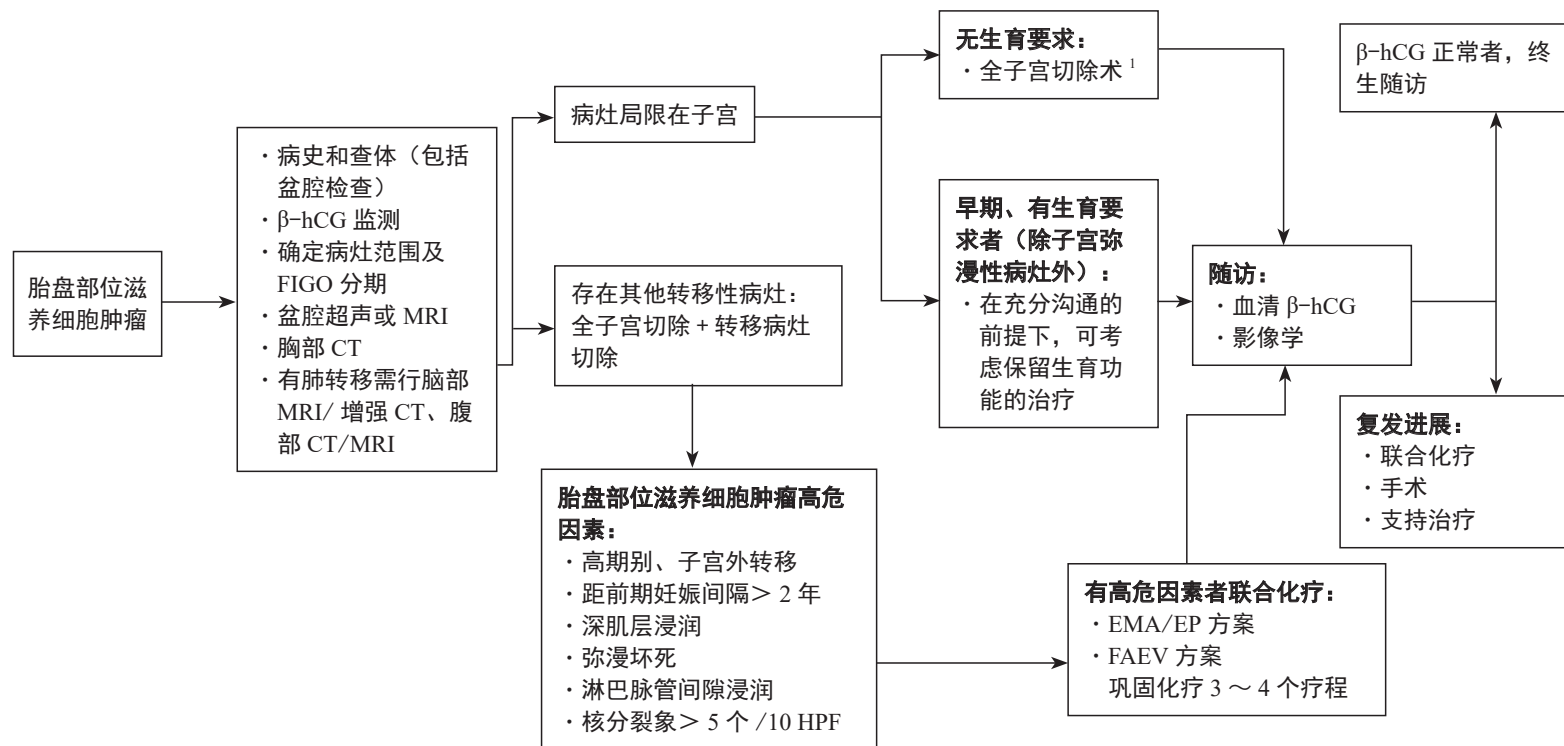 胎盘部位滋
养细胞肿瘤
·病史和查体（包括
盆腔检查）
·β-hCG 监测
·确定病灶范围及
FIGO 分期
·盆腔超声或 MRI
·胸部 CT
·有肺转移需行脑部
MRI/ 增强 CT、腹
部 CT/MRI
病灶局限在子宫
存在其他转移性病灶：
全子宫切除 + 转移病灶
切除
胎盘部位滋养细胞肿瘤高危
因素：
·高期别、子宫外转移
·距前期妊娠间隔＞ 2 年
·深肌层浸润
·弥漫坏死
·淋巴脉管间隙浸润
·核分裂象＞ 5 个 /10 HPF
无生育要求：
·全子宫切除术 1
早期、有生育要
求者（除子宫弥
漫性病灶外）：
·在充分沟通的
前提下，可考
虑保留生育功
能的治疗
有高危因素者联合化疗：
·EMA/EP 方案
·FAEV 方案
巩固化疗 3 ～ 4 个疗程
随访：
·血清 β-hCG
·影像学
β-hCG 正常者，终
生随访
复发进展：
·联合化疗
·手术
·支持治疗